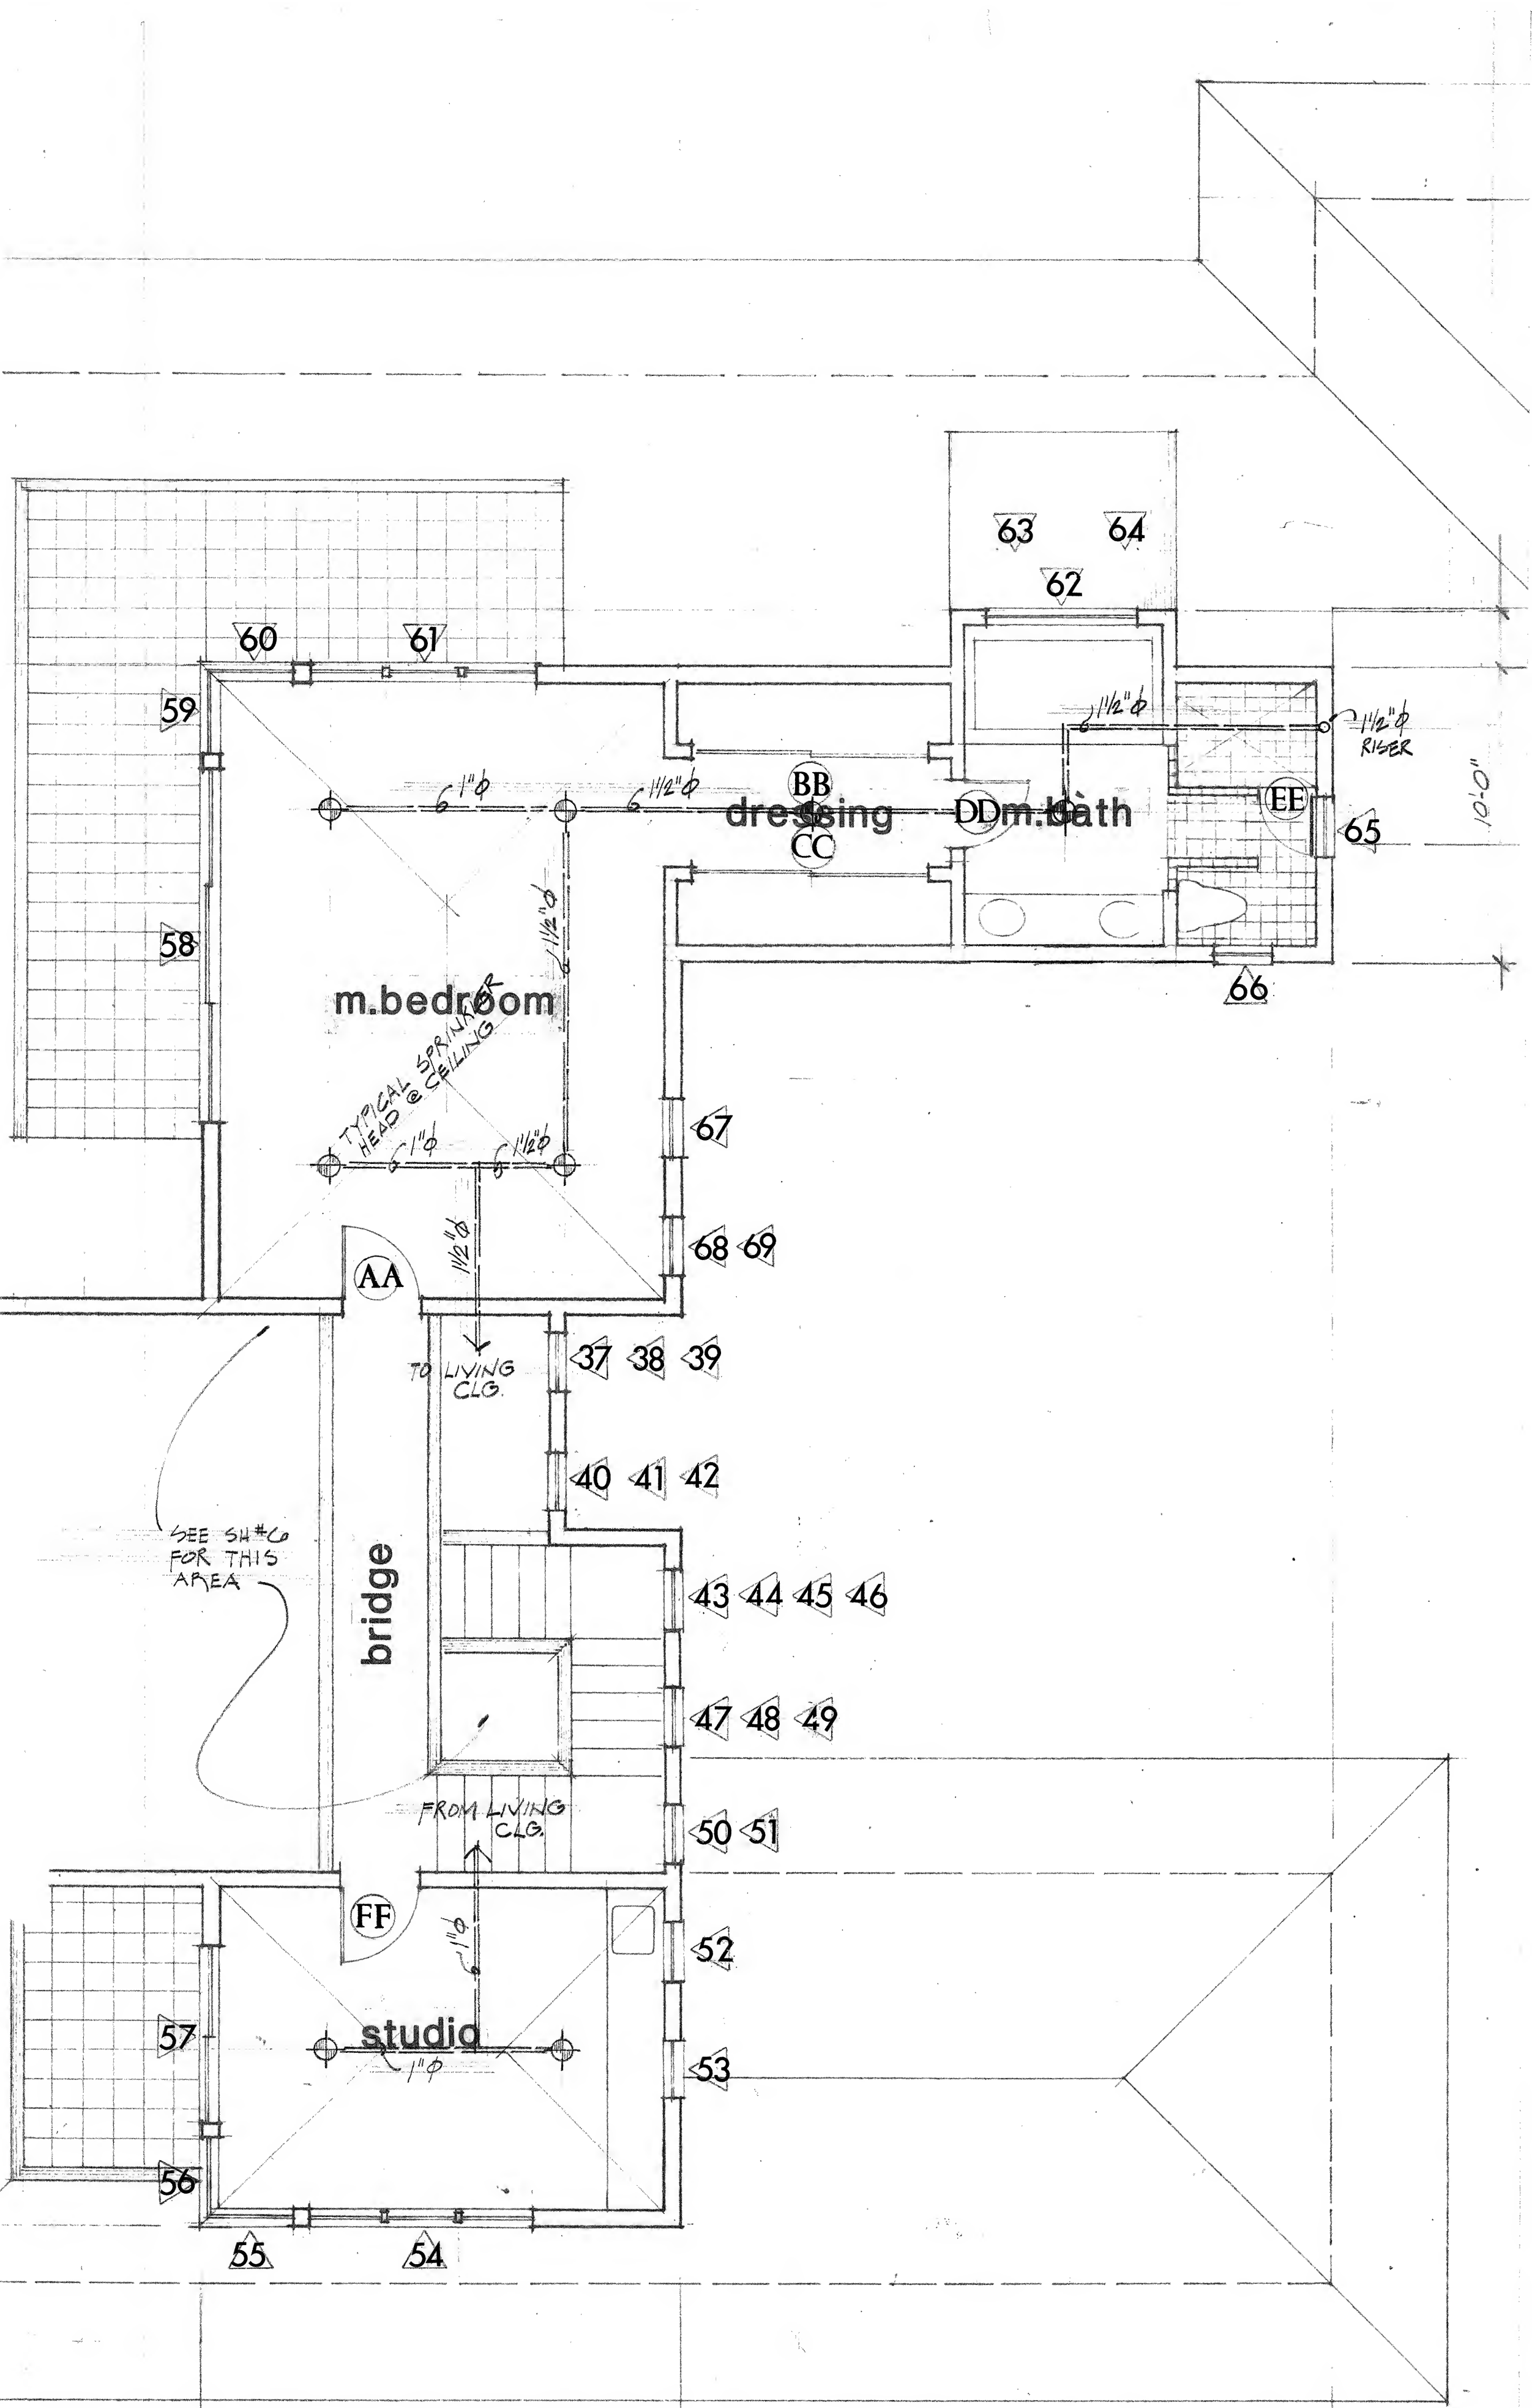 63 64
62
60 61
59
1½"ϕ
1½"ϕ
RISER
1"ϕ
1½"ϕ
BB
dressing
CC
DD
m.bath
EE
65
10'-0"
1½"ϕ
58
m.bedroom
66
TYPICAL SPRINKLER
HEAD @ CEILING
67
1"ϕ
1½"ϕ
1½"ϕ
68 69
AA
37 38 39
TO LIVING
CLG.
40 41 42
SEE SH#6
FOR THIS
AREA
bridge
43 44 45 46
47 48 49
FROM LIVING
CLG.
50 51
FF
1"ϕ
52
57
studio
1"ϕ
53
56
55 54